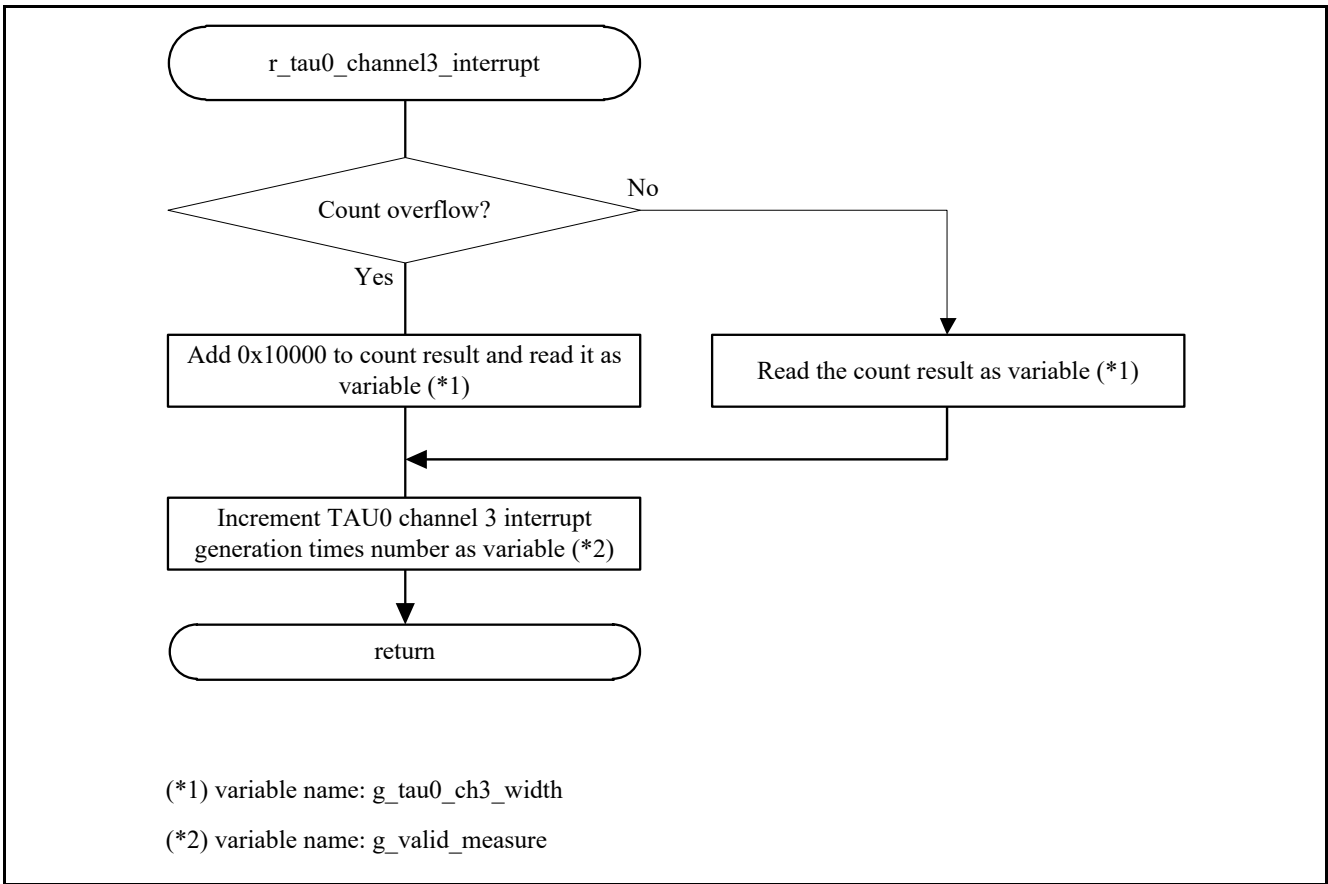 r_tau0_channel3_interrupt
Count overflow?
No
Yes
Add 0x10000 to count result and read it as
variable (*1)
Read the count result as variable (*1)
Increment TAU0 channel 3 interrupt
generation times number as variable (*2)
return
(*1) variable name: g_tau0_ch3_width
(*2) variable name: g_valid_measure